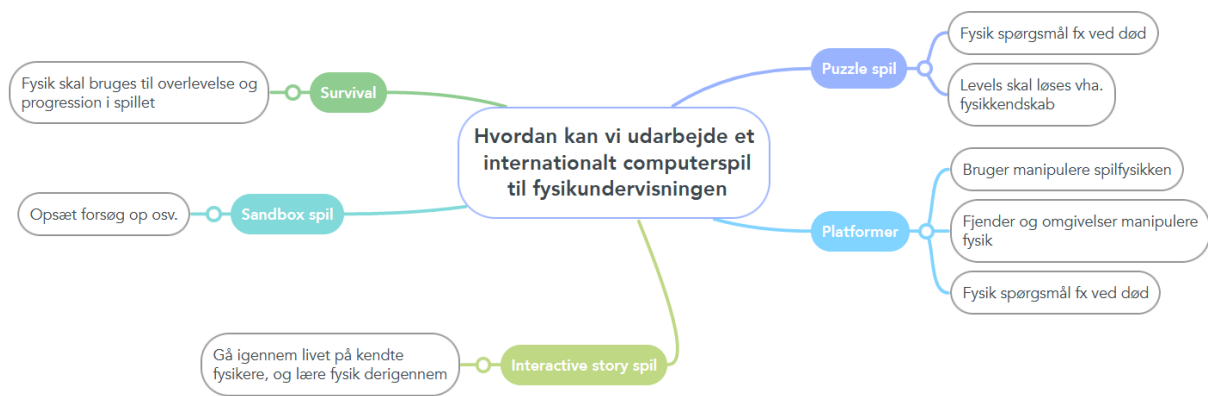 Hvordan kan vi udarbejde et
internationalt computerspil
til fysikundervisningen
Puzzle spil
Fysik spørgsmål fx ved død
Levels skal løses vha.
fysikkendskab
Platformer
Bruger manipulere spilfysikken
Fjender og omgivelser manipulere
fysik
Fysik spørgsmål fx ved død
Interactive story spil
Gå igennem livet på kendte
fysikere, og lære fysik derigennem
Sandbox spil
Opsæt forsøg op osv.
Survival
Fysik skal bruges til overlevelse og
progression i spillet